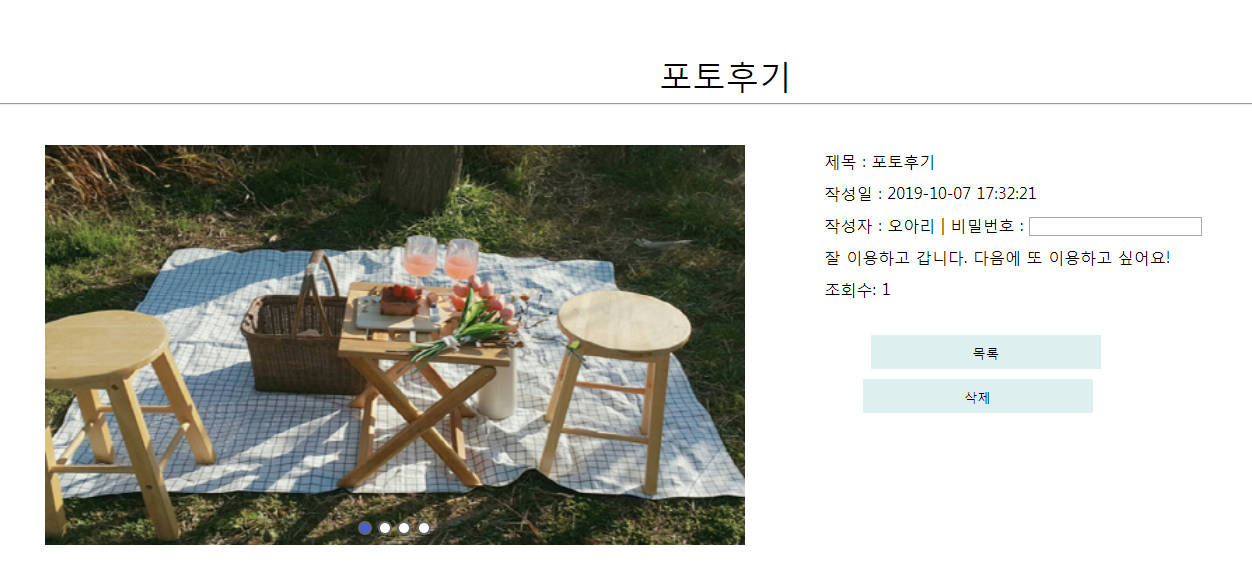 포토후기
제목 : 포토후기
작성일 : 2019-10-07 17:32:21
작성자 : 오아리 | 비밀번호 :
잘 이용하고 갑니다. 다음에 또 이용하고 싶어요!
조회수: 1
목록
삭제